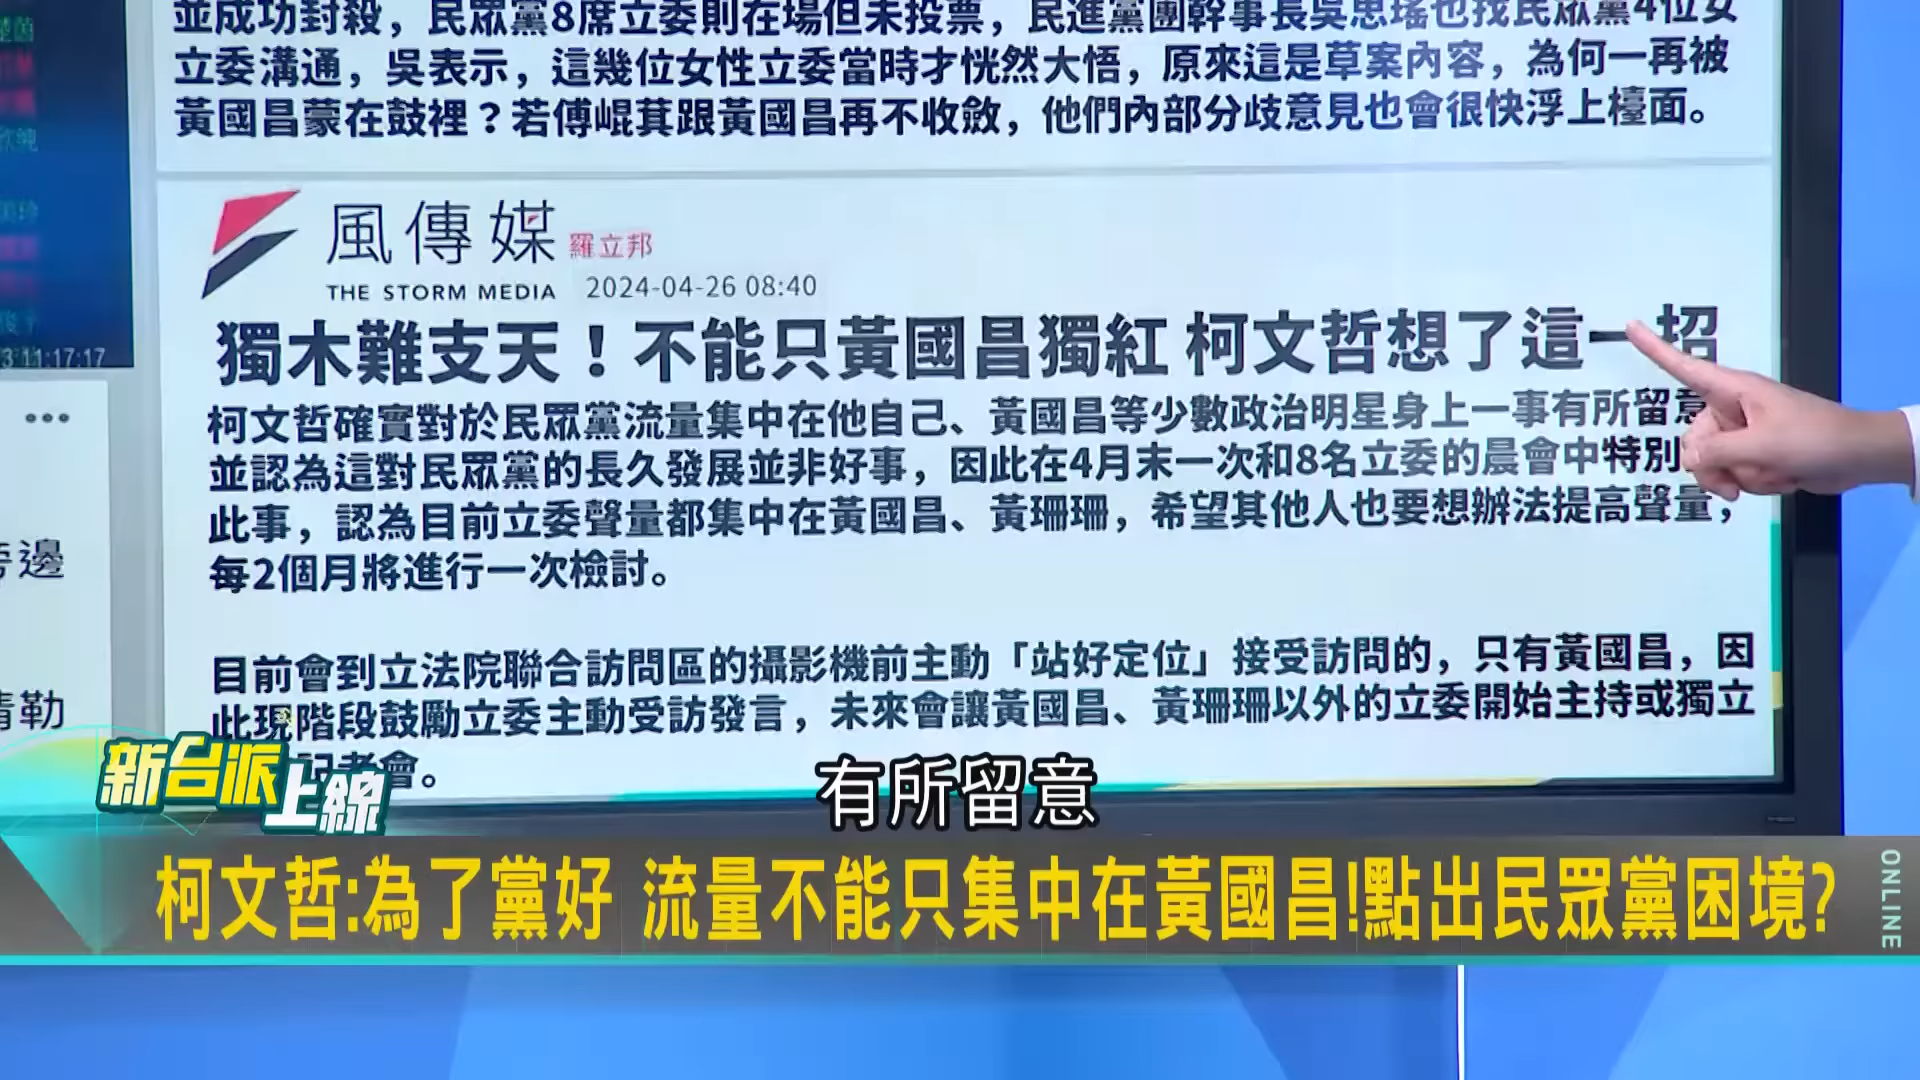 並成功封殺，民眾黨8席立委則在場但未投票，民進黨團幹事長吳思瑤也找民眾黨4位女
立委溝通，吳表示，這幾位女性立委當時才恍然大悟，原來這是草案內容，為何一再被
黃國昌蒙在鼓裡？若傅崐萁跟黃國昌再不收斂，他們內部分歧意見也會很快浮上檯面。
風傳媒 羅立邦
THE STORM MEDIA 2024-04-26 08:40
獨木難支天！不能只黃國昌獨紅 柯文哲想了這一招
柯文哲確實對於民眾黨流量集中在他自己、黃國昌等少數政治明星身上一事有所留意
並認為這對民眾黨的長久發展並非好事，因此在4月末一次和8名立委的晨會中特別
此事，認為目前立委聲量都集中在黃國昌、黃珊珊，希望其他人也要想辦法提高聲量，
每2個月將進行一次檢討。
目前會到立法院聯合訪問區的攝影機前主動「站好定位」接受訪問的，只有黃國昌，因
此現階段鼓勵立委主動受訪發言，未來會讓黃國昌、黃珊珊以外的立委開始主持或獨立
記者會。
11:17:17
旁邊
情勒
新台派上線
有所留意
柯文哲:為了黨好 流量不能只集中在黃國昌!點出民眾黨困境?
ONLINE